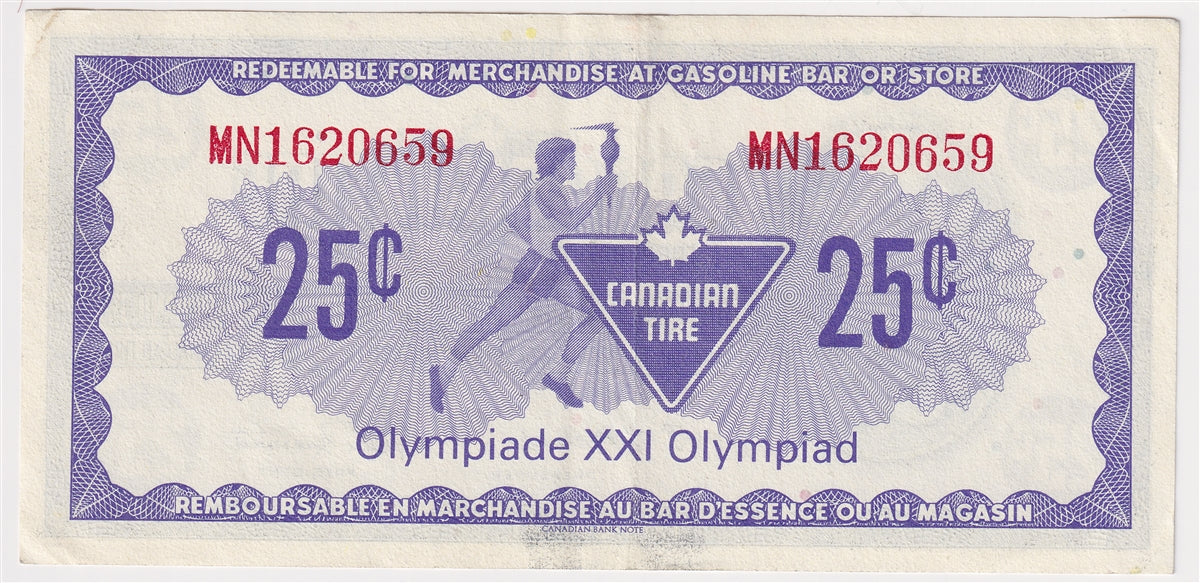 REDEEMABLE FOR MERCHANDISE AT GASOLINE BAR OR STORE
MN1620659 MN1620659
25¢ CANADIAN TIRE 25¢
Olympiade XXI Olympiad
REMBOURSABLE EN MARCHANDISE AU BAR D'ESSENCE OU AU MAGASIN
CANADIAN BANK NOTE